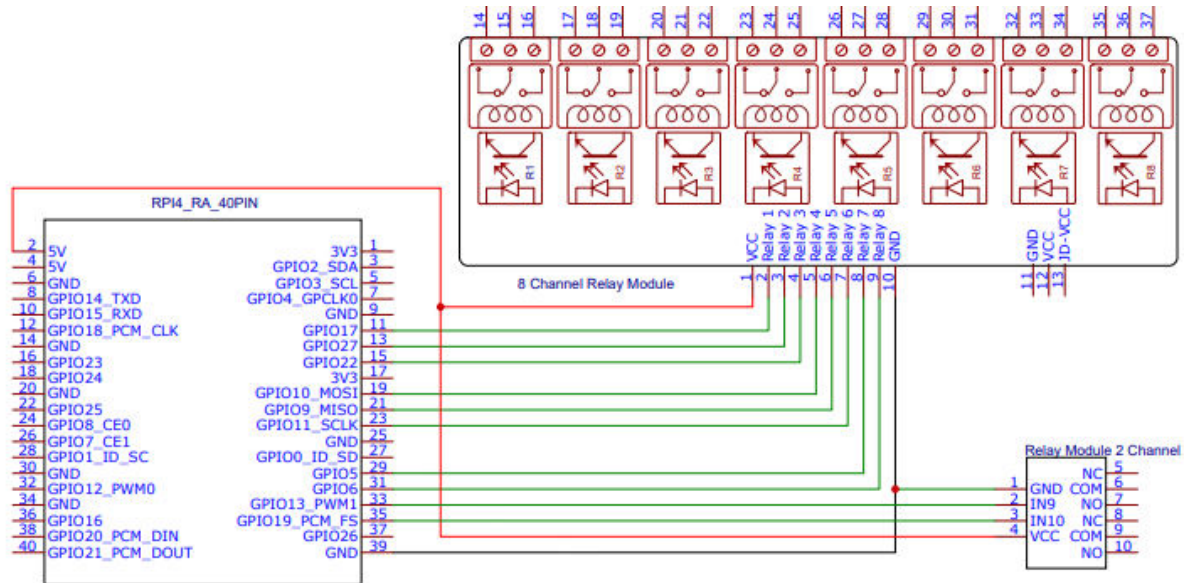 14 15 16 17 18 19 20 21 22 23 24 25 26 27 28 29 30 31 32 33 34 35 36 37
R1 R2 R3 R4 R5 R6 R7 R8
VCC Relay 1 Relay 2 Relay 3 Relay 4 Relay 5 Relay 6 Relay 7 Relay 8 GND GND VCC JD-VCC
1 2 3 4 5 6 7 8 9 10 11 12 13
8 Channel Relay Module
RPI4_RA_40PIN
2 5V 3V3 1
4 5V GPIO2_SDA 3
6 GND GPIO3_SCL 5
8 GPIO14_TXD GPIO4_GPCLK0 7
10 GPIO15_RXD GND 9
12 GPIO18_PCM_CLK GPIO17 11
14 GND GPIO27 13
16 GPIO23 GPIO22 15
18 GPIO24 3V3 17
20 GND GPIO10_MOSI 19
22 GPIO25 GPIO9_MISO 21
24 GPIO8_CE0 GPIO11_SCLK 23
26 GPIO7_CE1 GND 25
28 GPIO1_ID_SC GPIO0_ID_SD 27
30 GND GPIO5 29
32 GPIO12_PWM0 GPIO6 31
34 GND GPIO13_PWM1 33
36 GPIO16 GPIO19_PCM_FS 35
38 GPIO20_PCM_DIN GPIO26 37
40 GPIO21_PCM_DOUT GND 39
Relay Module 2 Channel
NC 5
1 GND COM 6
2 IN9 NO 7
3 IN10 NC 8
4 VCC COM 9
NO 10